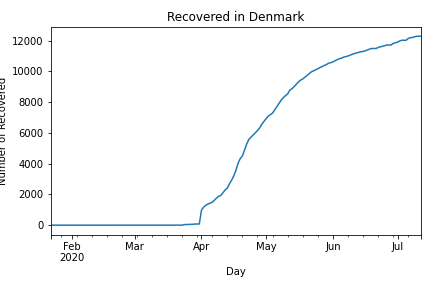 Recovered in Denmark
Number of Recovered
12000
10000
8000
6000
4000
2000
0
Feb
2020
Mar
Apr
May
Jun
Jul
Day